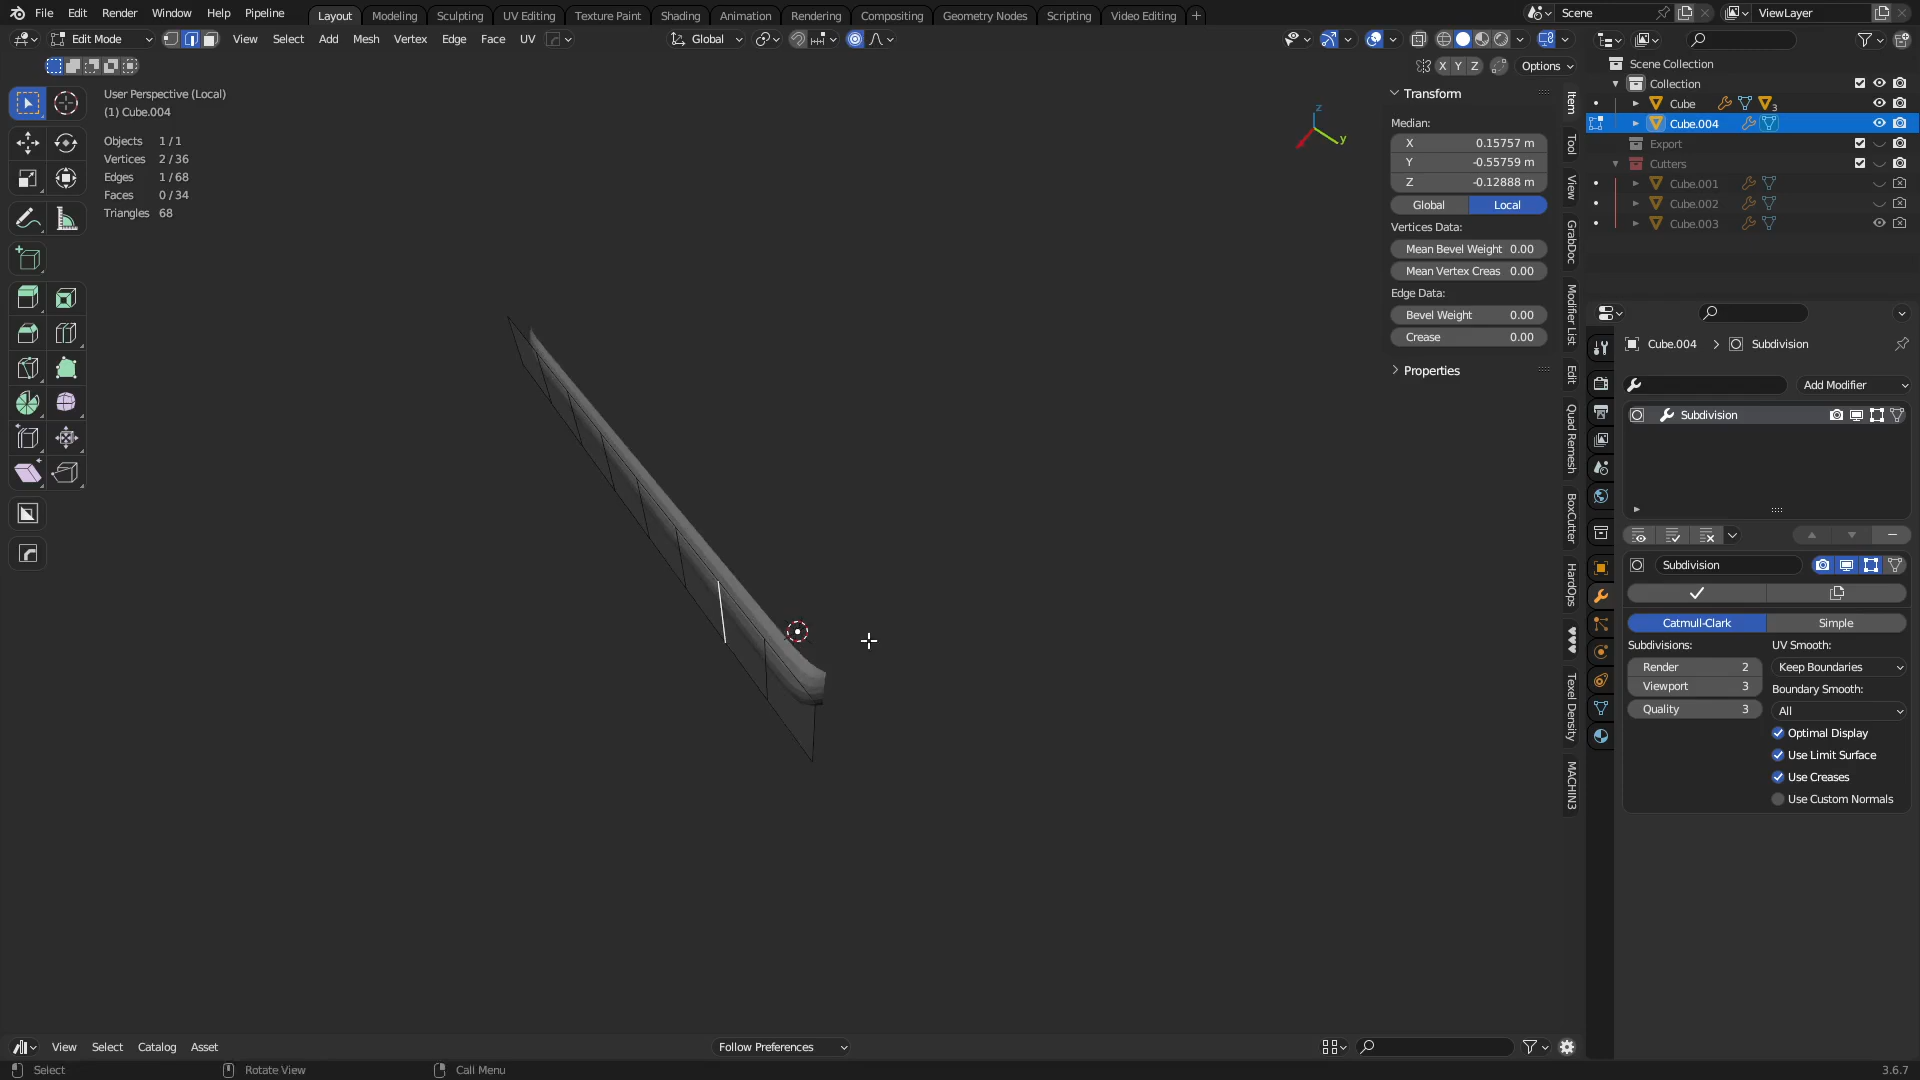 File Edit Render Window Help Pipeline Layout Modeling Sculpting UV Editing Texture Paint Shading Animation Rendering Compositing Geometry Nodes Scripting Video Editing + Scene ViewLayer
Edit Mode View Select Add Mesh Vertex Edge Face UV Global
X Y Z Options
User Perspective (Local)
(1) Cube.004
Objects 1 / 1
Vertices 2 / 36
Edges 1 / 68
Faces 0 / 34
Triangles 68
z
y
Transform
Median:
X 0.15757 m
Y -0.55759 m
Z -0.12888 m
Global Local
Vertices Data:
Mean Bevel Weight 0.00
Mean Vertex Creas 0.00
Edge Data:
Bevel Weight 0.00
Crease 0.00
Properties
Item
Tool
View
GrabDoc
Modifier List
Edit
Quad Remesh
BoxCutter
HardOps
Texel Density
MACHIN3
Scene Collection
Collection
Cube 3
Cube.004
Export
Cutters
Cube.001
Cube.002
Cube.003
Cube.004 Subdivision
Add Modifier
Subdivision
Subdivision
Catmull-Clark Simple
Subdivisions: UV Smooth:
Render 2 Keep Boundaries
Viewport 3 Boundary Smooth:
Quality 3 All
Optimal Display
Use Limit Surface
Use Creases
Use Custom Normals
View Select Catalog Asset Follow Preferences
Select Rotate View Call Menu 3.6.7